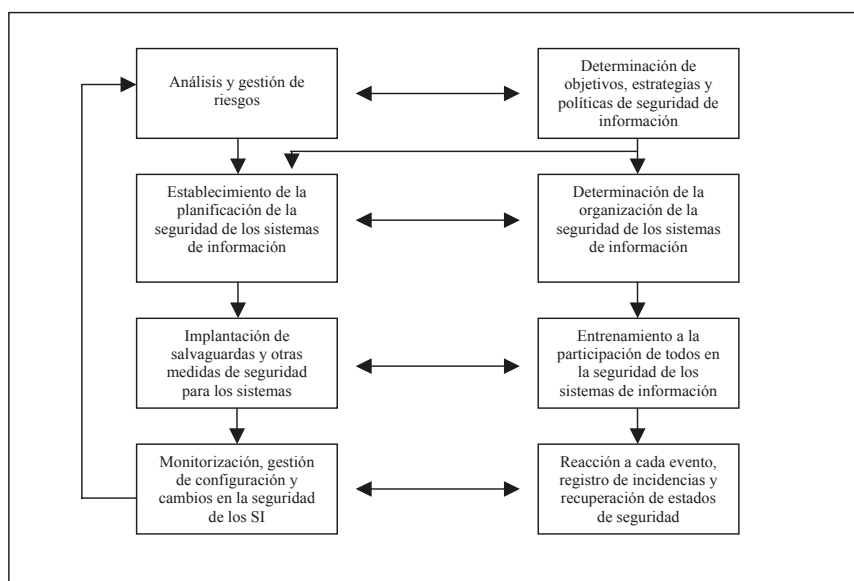 Análisis y gestión de
riesgos
Determinación de
objetivos, estrategias y
políticas de seguridad de
información
Establecimiento de la
planificación de la
seguridad de los sistemas
de información
Determinación de la
organización de la
seguridad de los sistemas
de información
Implantación de
salvaguardas y otras
medidas de seguridad
para los sistemas
Entrenamiento a la
participación de todos en
la seguridad de los
sistemas de información
Monitorización, gestión
de configuración y
cambios en la seguridad
de los SI
Reacción a cada evento,
registro de incidencias y
recuperación de estados
de seguridad